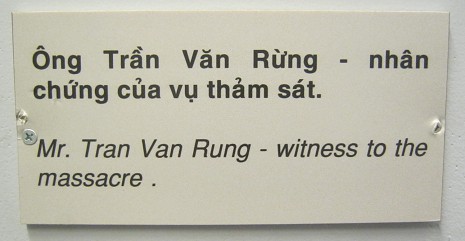 Ông Trần Văn Rừng - nhân
chứng của vụ thảm sát.
Mr. Tran Van Rung - witness to the
massacre .